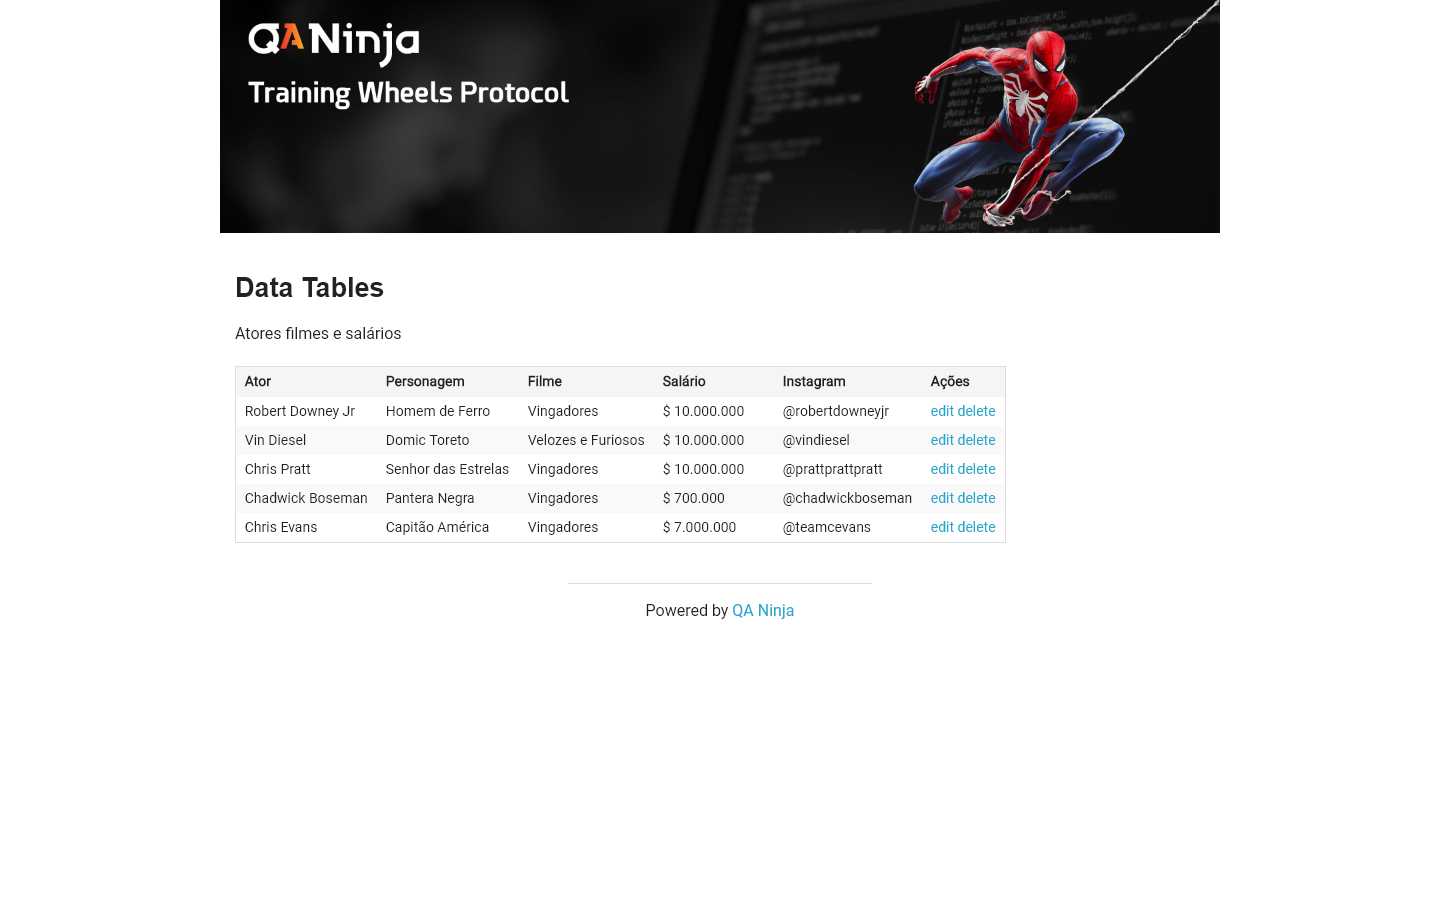 QA Ninja
Training Wheels Protocol
Data Tables
Atores filmes e salários
Ator Personagem Filme Salário Instagram Ações
Robert Downey Jr Homem de Ferro Vingadores $ 10.000.000 @robertdowneyjr edit delete
Vin Diesel Domic Toreto Velozes e Furiosos $ 10.000.000 @vindiesel edit delete
Chris Pratt Senhor das Estrelas Vingadores $ 10.000.000 @prattprattpratt edit delete
Chadwick Boseman Pantera Negra Vingadores $ 700.000 @chadwickboseman edit delete
Chris Evans Capitão América Vingadores $ 7.000.000 @teamcevans edit delete
Powered by QA Ninja